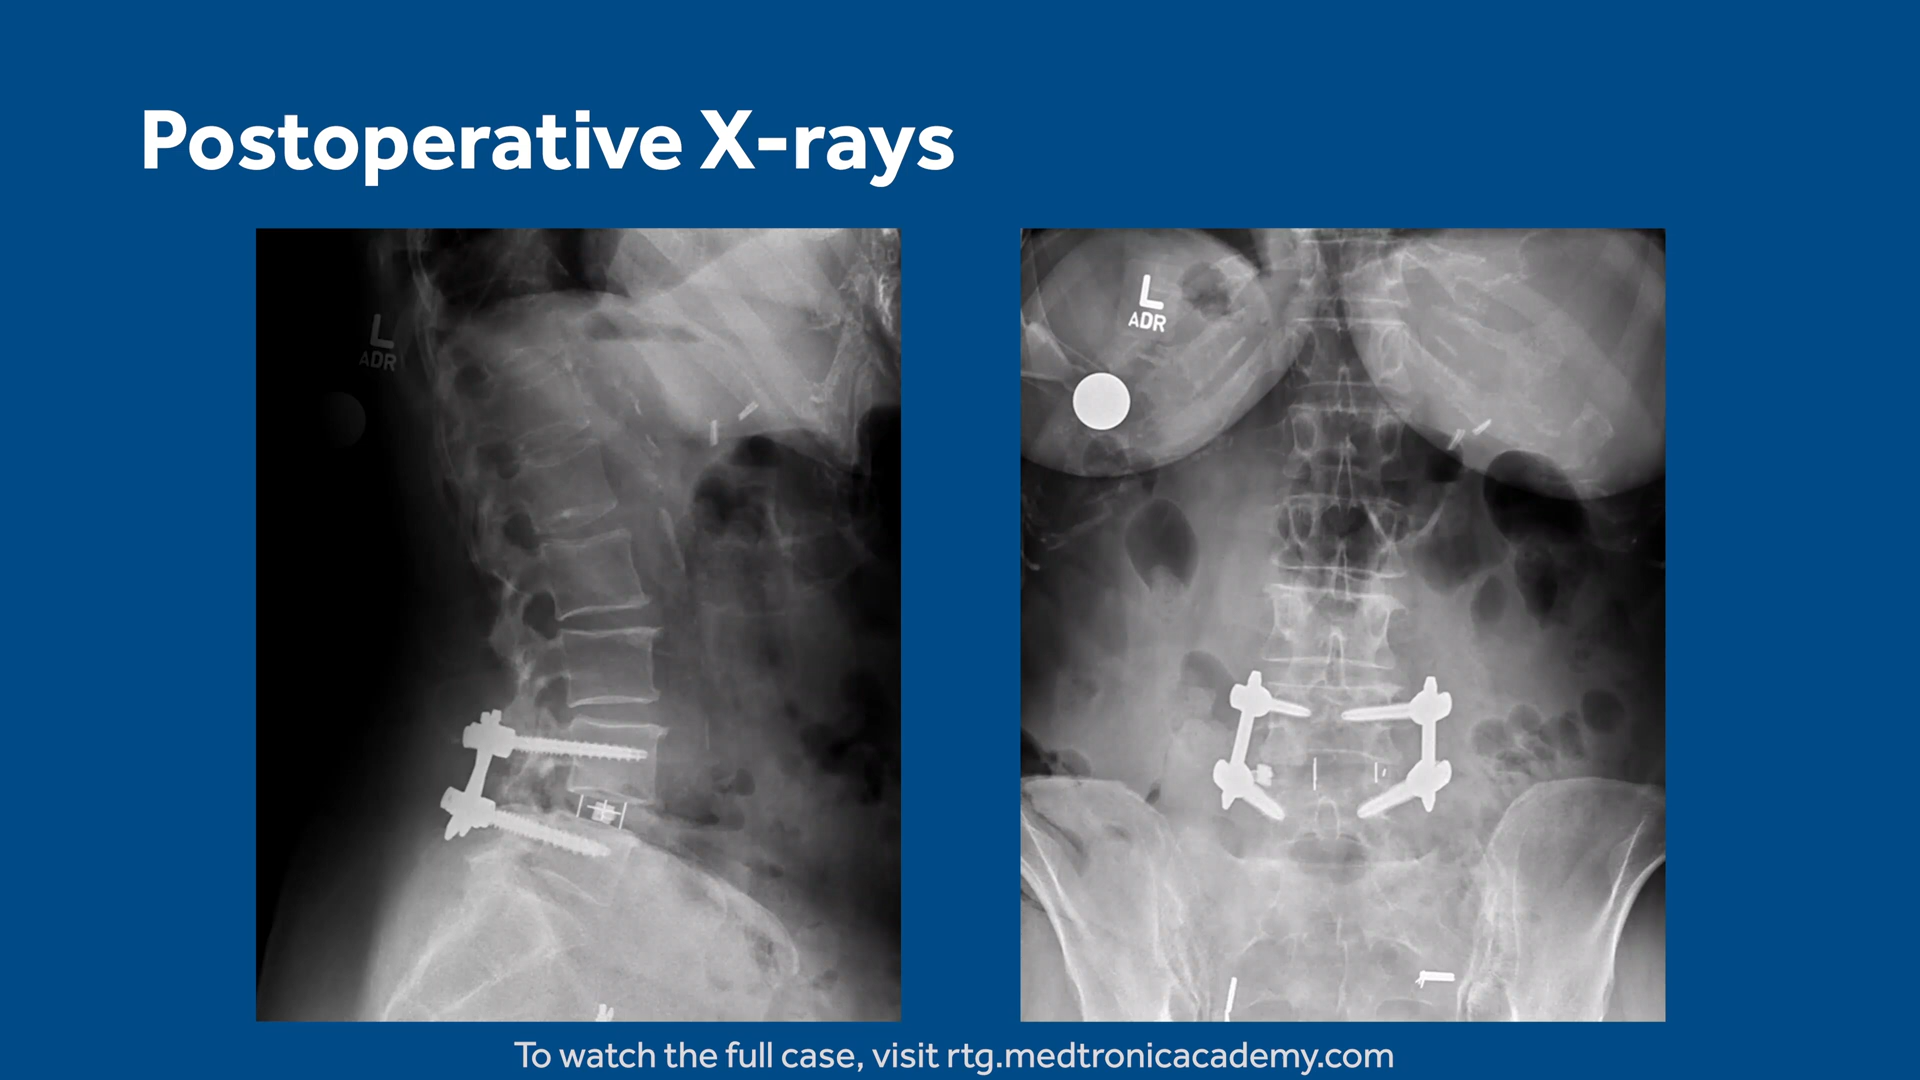 Postoperative X-rays
L
ADR
L
ADR
To watch the full case, visit rtg.medtronicacademy.com